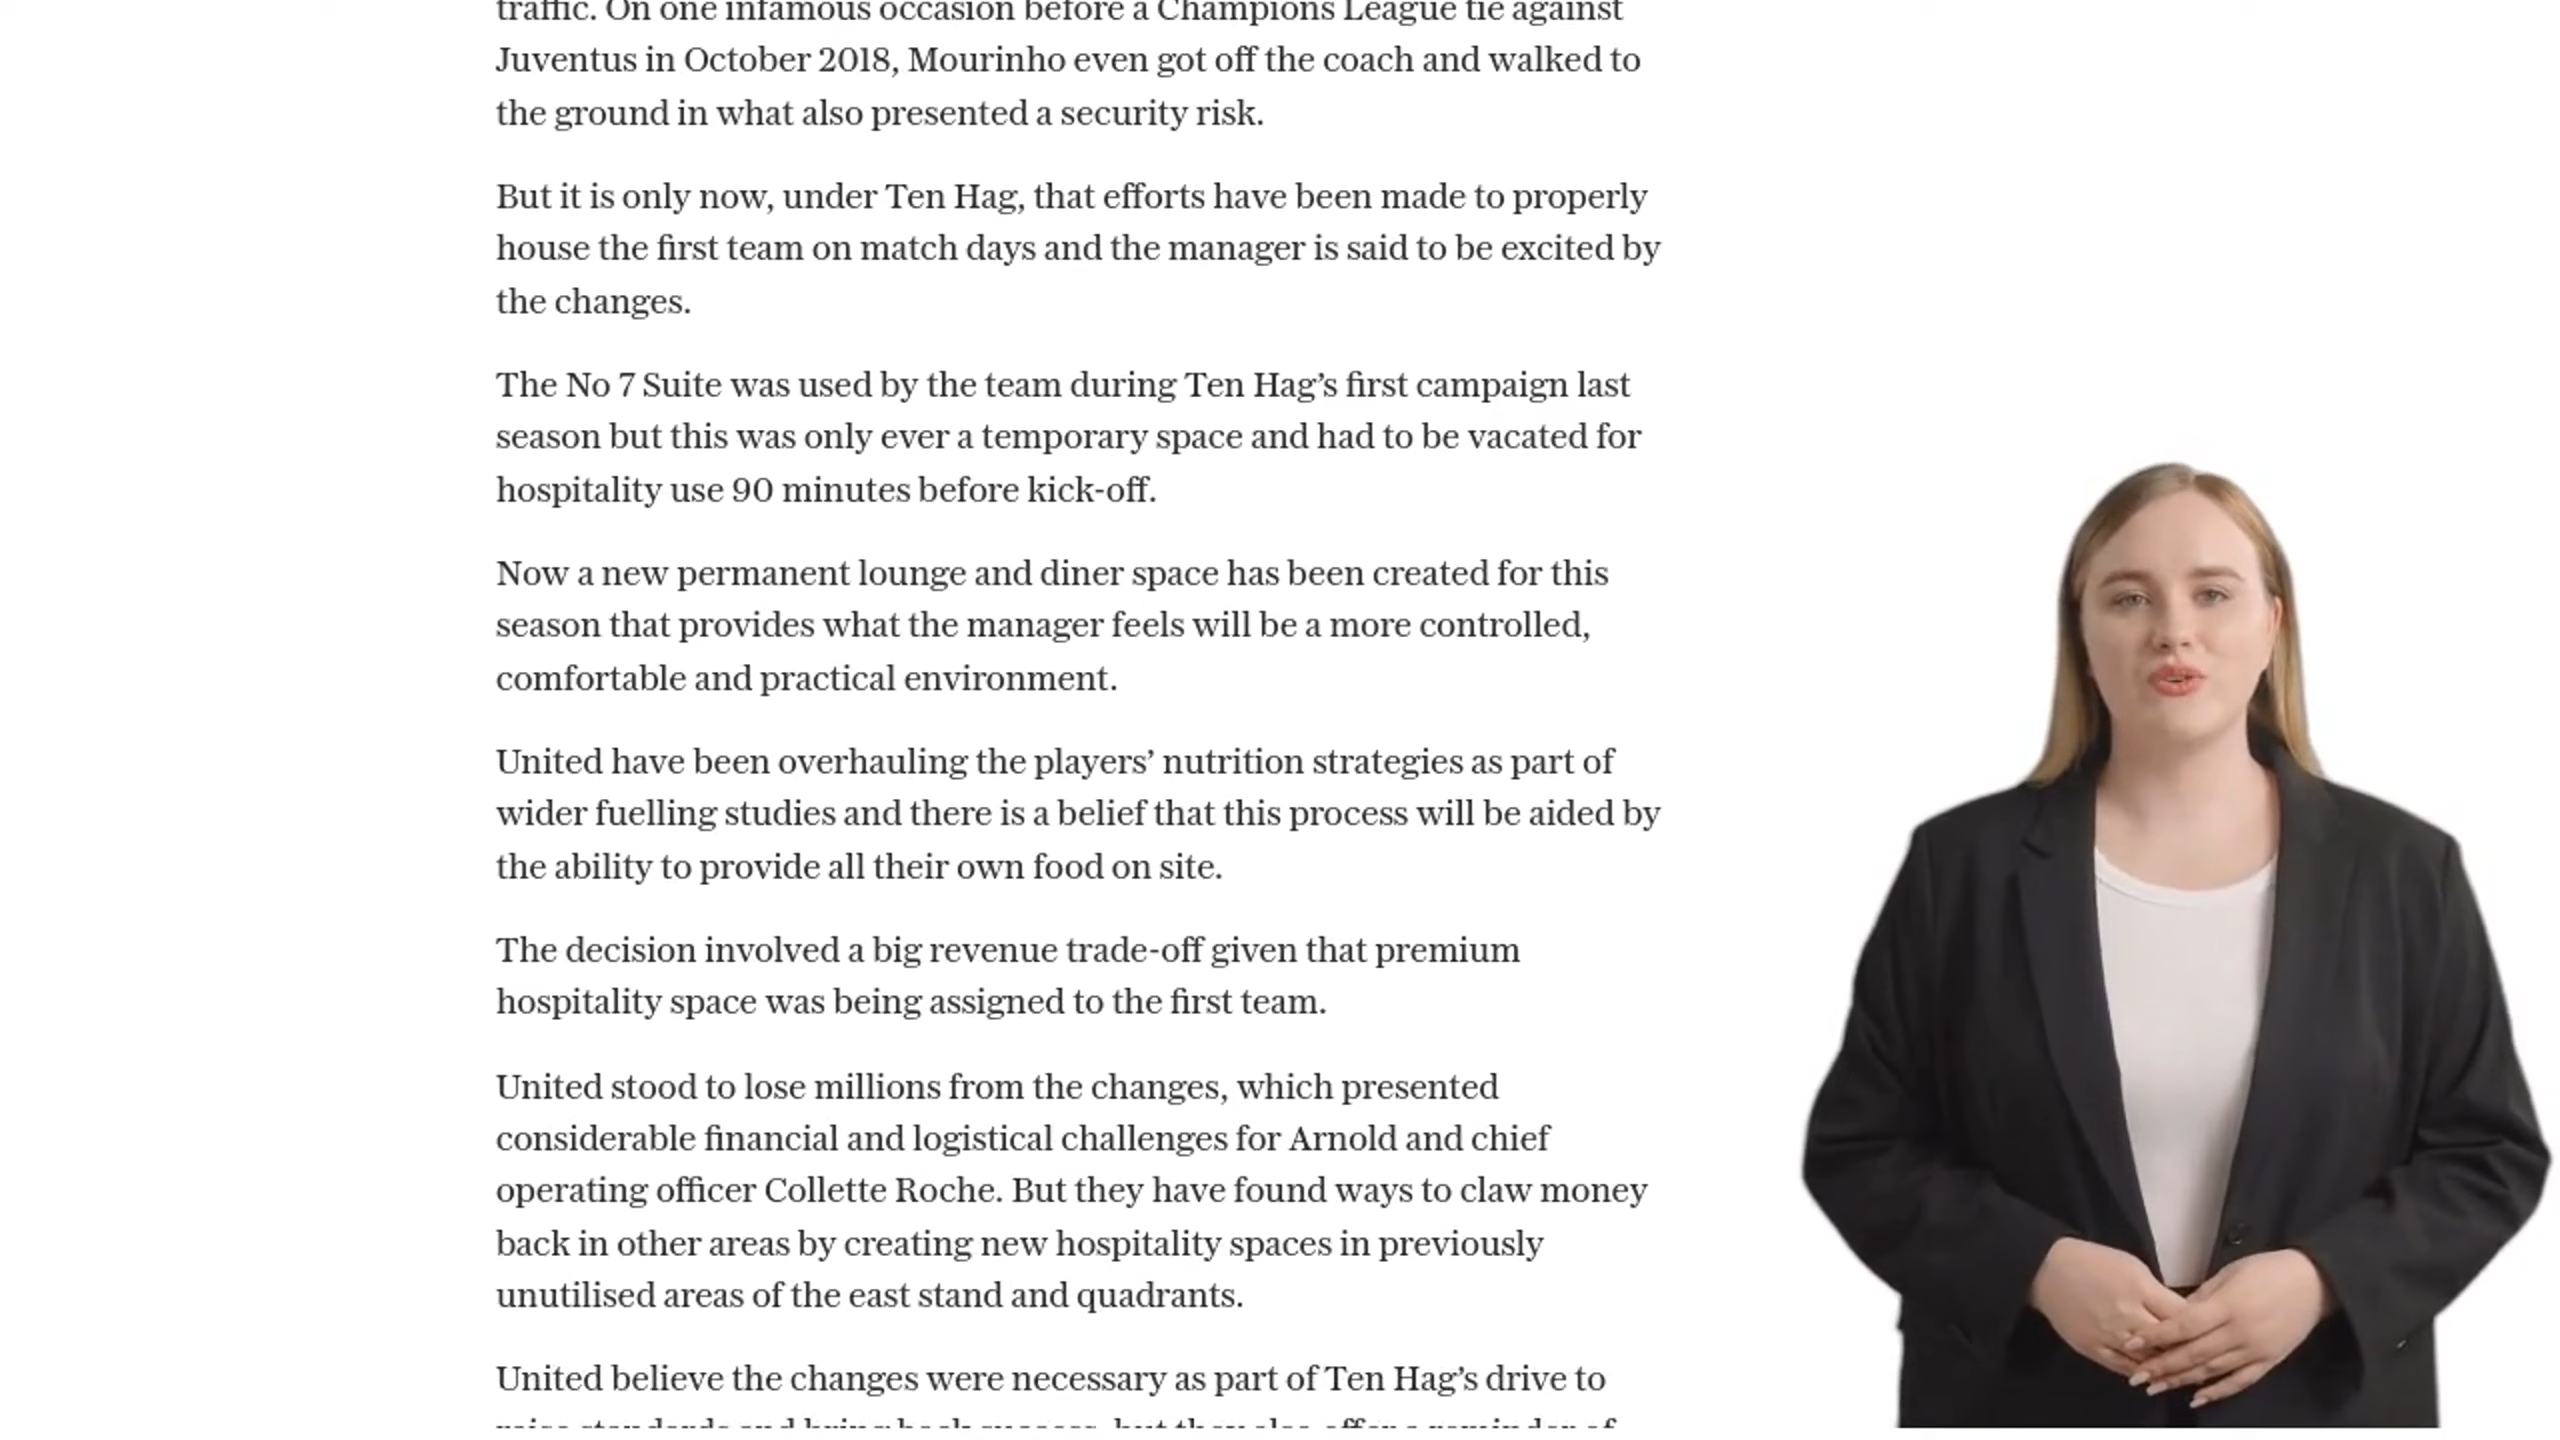 traffic. On one infamous occasion before a Champions League tie against
Juventus in October 2018, Mourinho even got off the coach and walked to
the ground in what also presented a security risk.
But it is only now, under Ten Hag, that efforts have been made to properly
house the first team on match days and the manager is said to be excited by
the changes.
The No 7 Suite was used by the team during Ten Hag’s first campaign last
season but this was only ever a temporary space and had to be vacated for
hospitality use 90 minutes before kick-off.
Now a new permanent lounge and diner space has been created for this
season that provides what the manager feels will be a more controlled,
comfortable and practical environment.
United have been overhauling the players’ nutrition strategies as part of
wider fuelling studies and there is a belief that this process will be aided by
the ability to provide all their own food on site.
The decision involved a big revenue trade-off given that premium
hospitality space was being assigned to the first team.
United stood to lose millions from the changes, which presented
considerable financial and logistical challenges for Arnold and chief
operating officer Collette Roche. But they have found ways to claw money
back in other areas by creating new hospitality spaces in previously
unutilised areas of the east stand and quadrants.
United believe the changes were necessary as part of Ten Hag’s drive to
raise standards and bring back success, but they also offer a reminder of